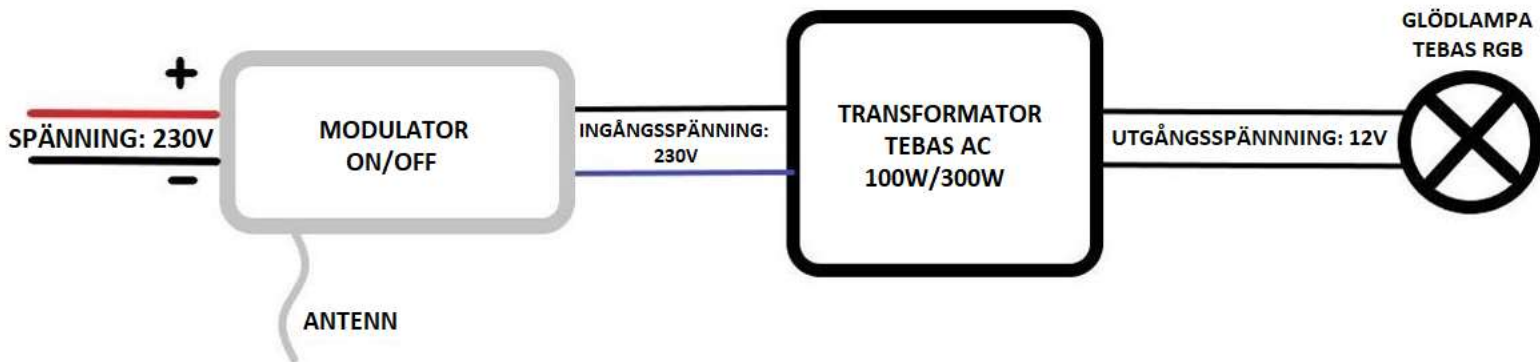 +
SPÄNNING: 230V
−
MODULATOR
ON/OFF
ANTENN
INGÅNGSSPÄNNING:
230V
TRANSFORMATOR
TEBAS AC
100W/300W
UTGÅNGSSPÄNNNING: 12V
GLÖDLAMPA
TEBAS RGB